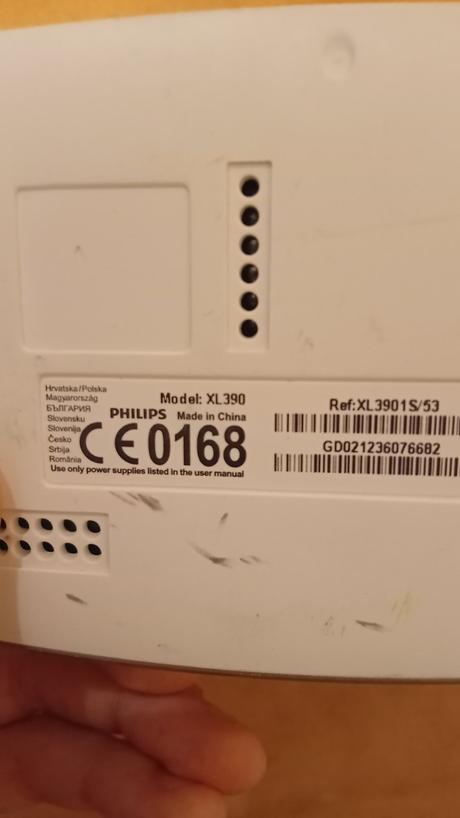 Hrvatska/Polska
Magyarország
БЪЛГАРИЯ
Slovensku
Slovenija
Česko
Srbija
România
Model: XL390
PHILIPS Made in China
CE0168
Use only power supplies listed in the user manual
Ref:XL3901S/53
GD021236076682